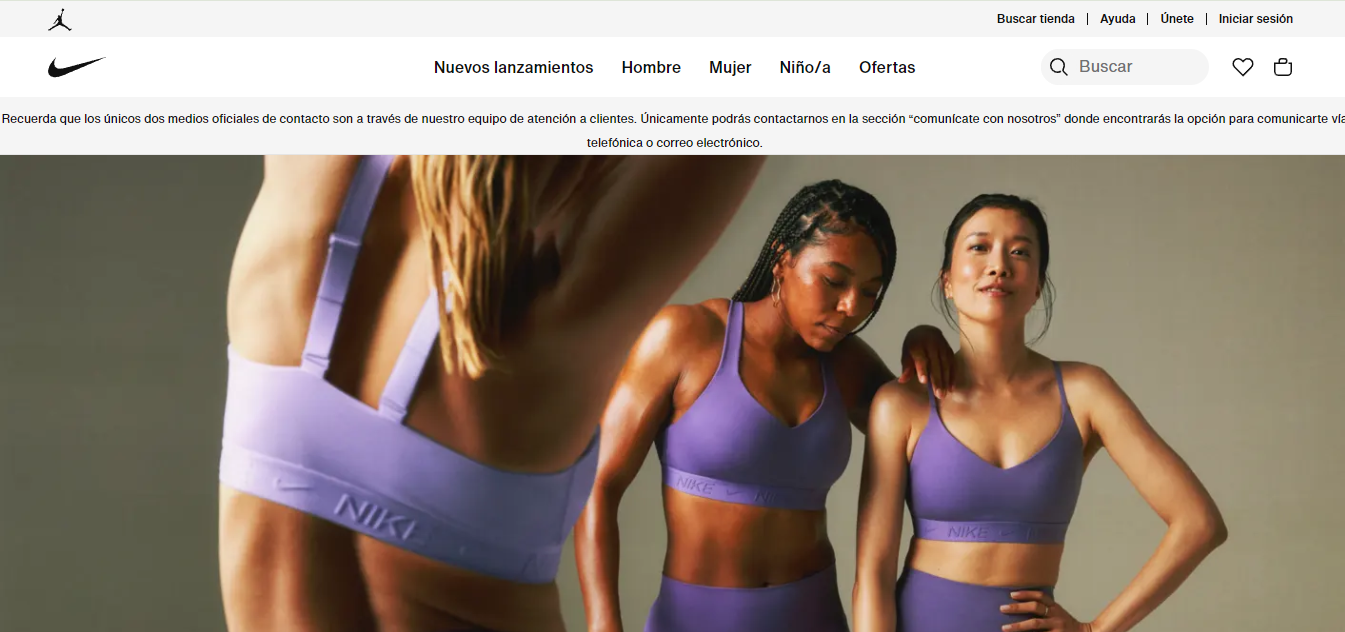 Buscar tienda | Ayuda | Únete | Iniciar sesión
Nuevos lanzamientos Hombre Mujer Niño/a Ofertas Buscar
Recuerda que los únicos dos medios oficiales de contacto son a través de nuestro equipo de atención a clientes. Únicamente podrás contactarnos en la sección “comunícate con nosotros” donde encontrarás la opción para comunicarte vía
telefónica o correo electrónico.
NIKE
NIKE
NIKE